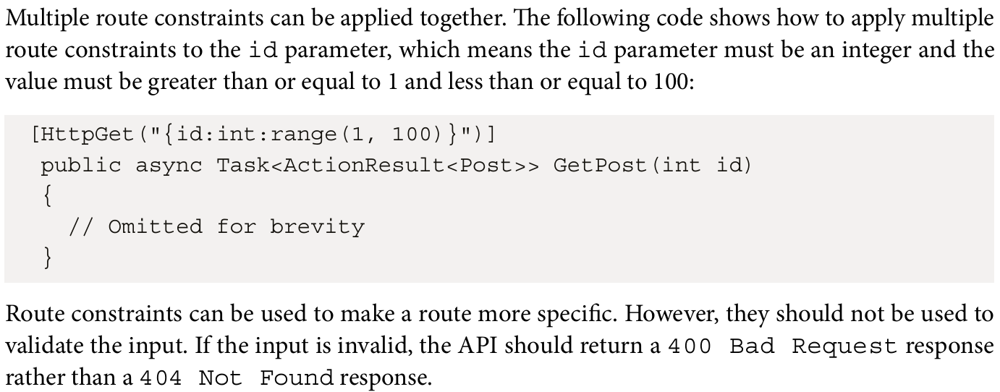 Multiple route constraints can be applied together. The following code shows how to apply multiple
route constraints to the id parameter, which means the id parameter must be an integer and the
value must be greater than or equal to 1 and less than or equal to 100:
[HttpGet("{id:int:range(1, 100)}")]
public async Task<ActionResult<Post>> GetPost(int id)
{
// Omitted for brevity
}
Route constraints can be used to make a route more specific. However, they should not be used to
validate the input. If the input is invalid, the API should return a 400 Bad Request response
rather than a 404 Not Found response.